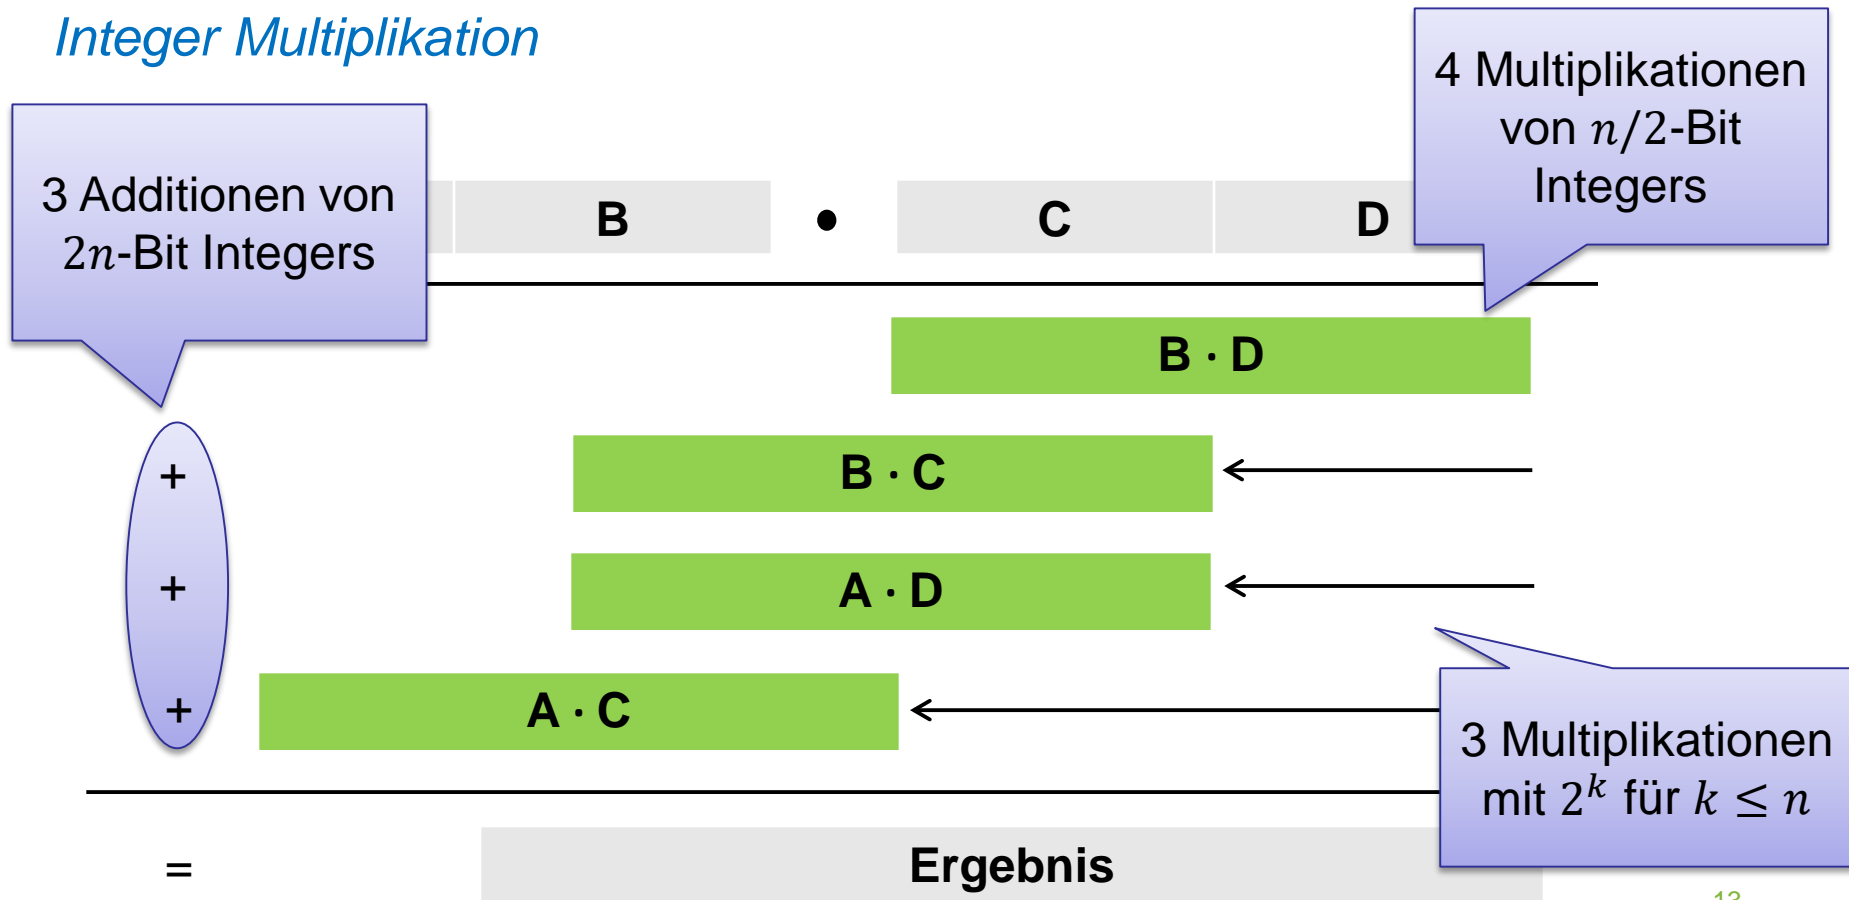 Integer Multiplikation
4 Multiplikationen
von n/2-Bit
Integers
3 Additionen von
2n-Bit Integers
B • C D
B · D
+ B · C
+ A · D
+ A · C
3 Multiplikationen
mit 2^k für k ≤ n
= Ergebnis